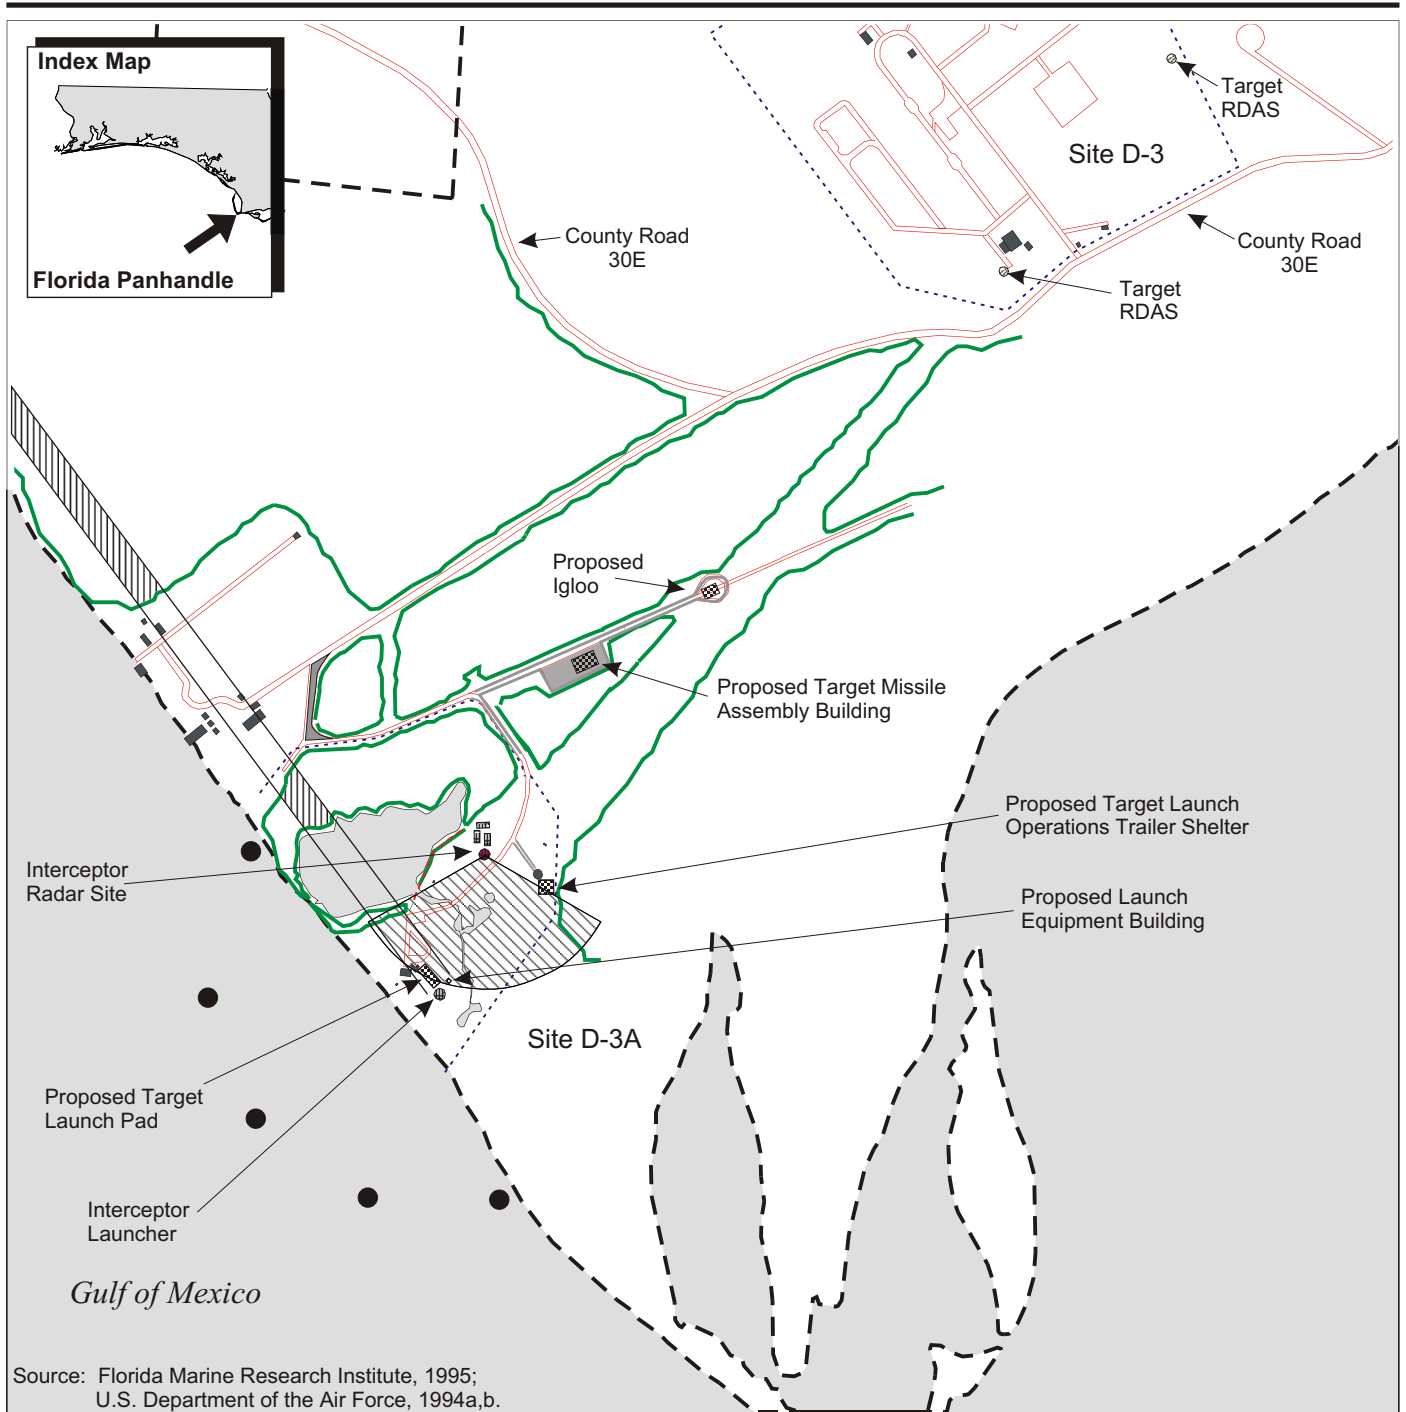 Index Map
Florida Panhandle
Target
RDAS
Site D-3
County Road
30E
County Road
30E
Target
RDAS
Proposed
Igloo
Proposed Target Missile
Assembly Building
Proposed Target Launch
Operations Trailer Shelter
Interceptor
Radar Site
Proposed Launch
Equipment Building
Site D-3A
Proposed Target
Launch Pad
Interceptor
Launcher
Gulf of Mexico
Source: Florida Marine Research Institute, 1995;
U.S. Department of the Air Force, 1994a,b.